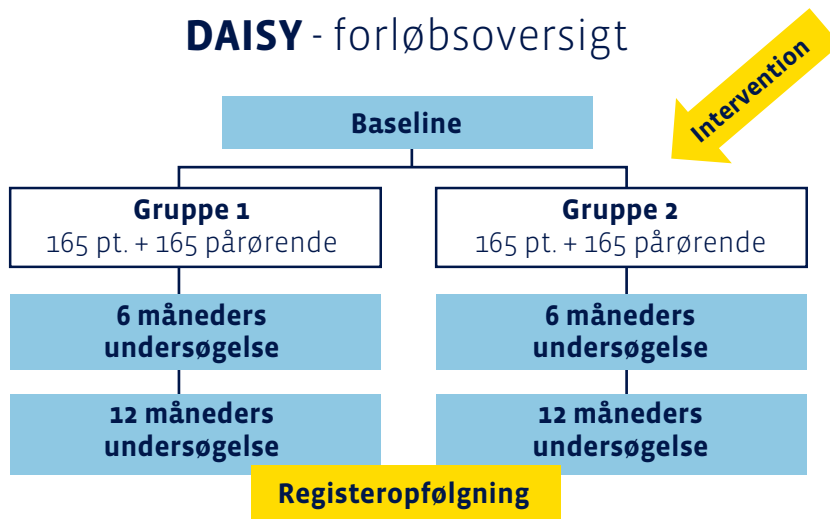 DAISY - forløbsoversigt
Intervention
Baseline
Gruppe 1
165 pt. + 165 pårørende
Gruppe 2
165 pt. + 165 pårørende
6 måneders
undersøgelse
6 måneders
undersøgelse
12 måneders
undersøgelse
12 måneders
undersøgelse
Registeropfølgning